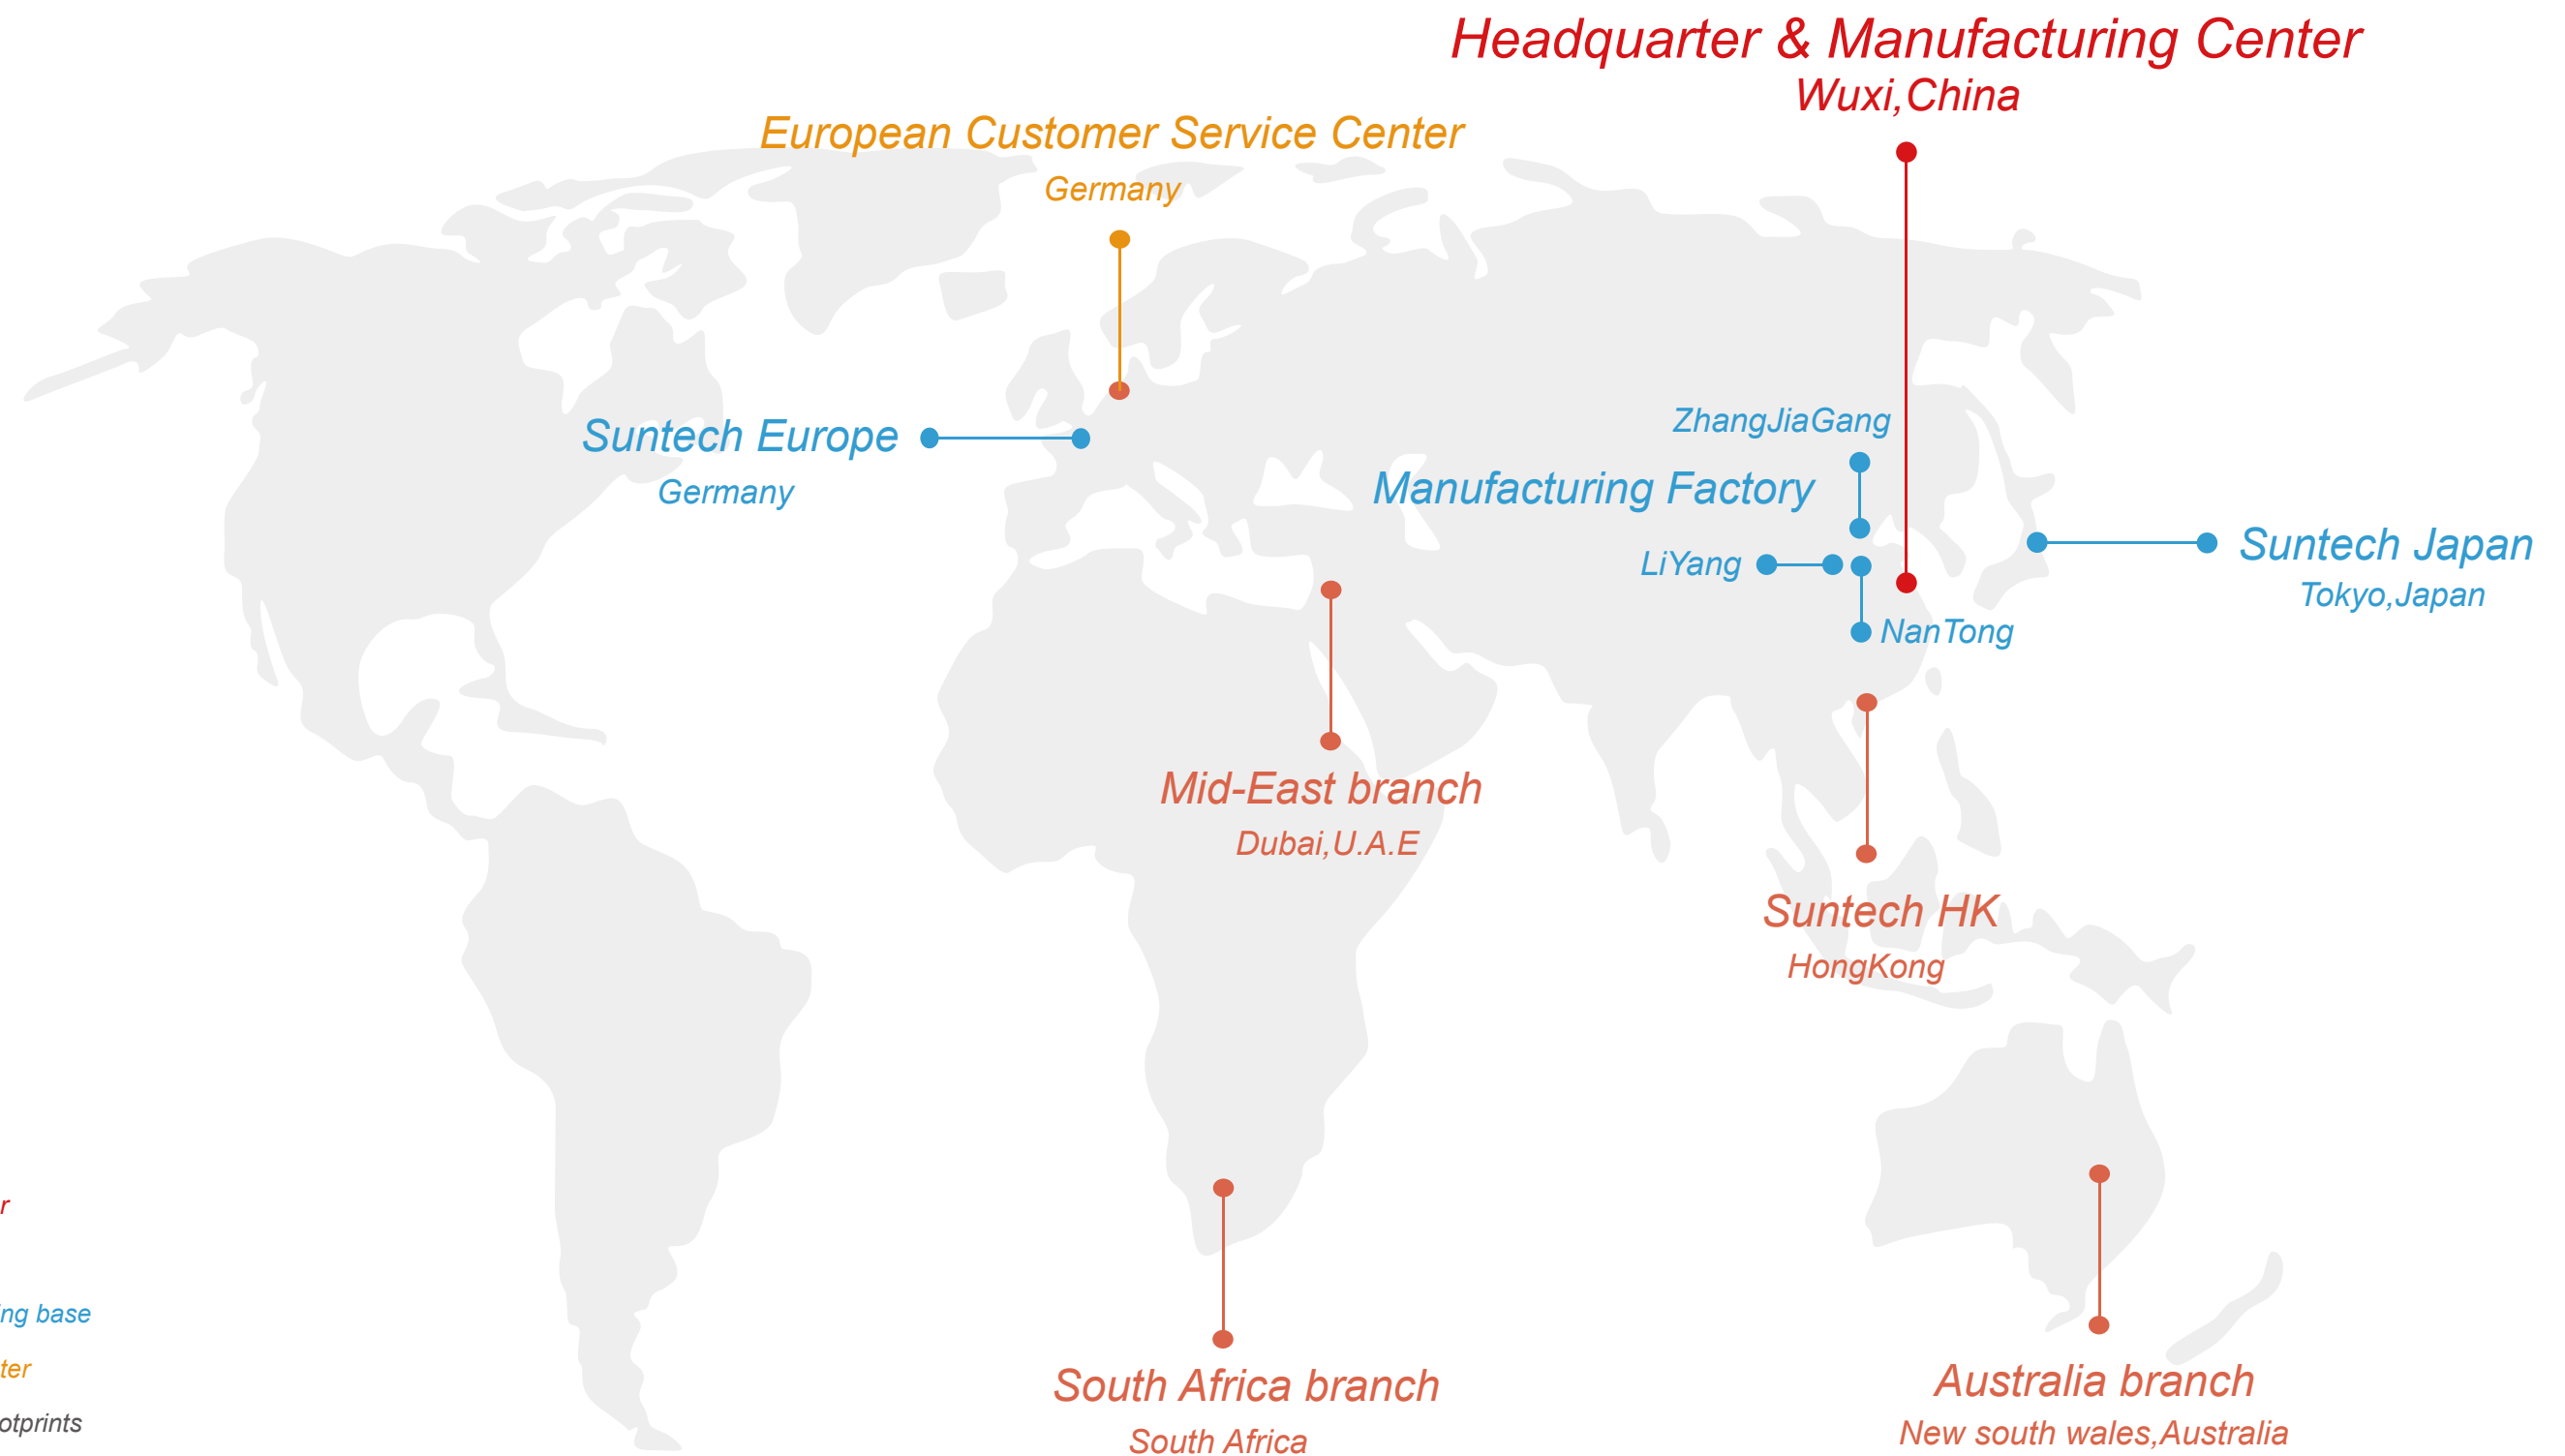 Headquarter & Manufacturing Center
Wuxi,China
European Customer Service Center
Germany
ZhangJiaGang
Suntech Europe
Germany
Manufacturing Factory
LiYang
NanTong
Suntech Japan
Tokyo,Japan
Mid-East branch
Dubai,U.A.E
Suntech HK
HongKong
ing base
South Africa branch
South Africa
Australia branch
New south wales,Australia